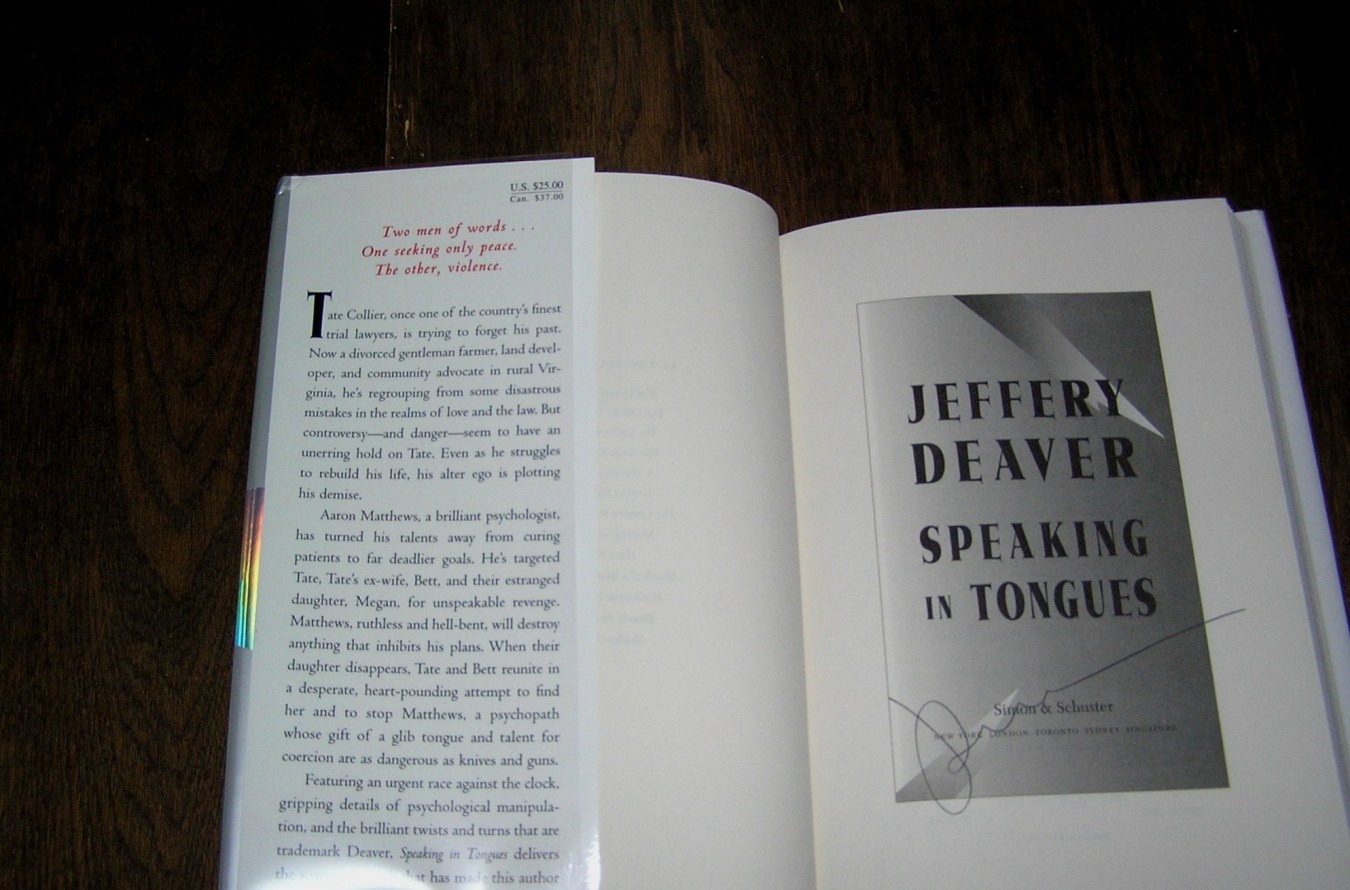 U.S. $25.00
Can. $37.00
Two men of words . . .
One seeking only peace.
The other, violence.
Tate Collier, once one of the country's finest
trial lawyers, is trying to forget his past.
Now a divorced gentleman farmer, land devel-
oper, and community advocate in rural Vir-
ginia, he's regrouping from some disastrous
mistakes in the realms of love and the law. But
controversy—and danger—seem to have an
unerring hold on Tate. Even as he struggles
to rebuild his life, his alter ego is plotting
his demise.
Aaron Matthews, a brilliant psychologist,
has turned his talents away from curing
patients to far deadlier goals. He's targeted
Tate, Tate's ex-wife, Bett, and their estranged
daughter, Megan, for unspeakable revenge.
Matthews, ruthless and hell-bent, will destroy
anything that inhibits his plans. When their
daughter disappears, Tate and Bett reunite in
a desperate, heart-pounding attempt to find
her and to stop Matthews, a psychopath
whose gift of a glib tongue and talent for
coercion are as dangerous as knives and guns.
Featuring an urgent race against the clock,
gripping details of psychological manipula-
tion, and the brilliant twists and turns that are
trademark Deaver, Speaking in Tongues delivers
the that has made this author
JEFFERY
DEAVER
SPEAKING
IN TONGUES
Simon & Schuster
NEW YORK LONDON TORONTO SYDNEY SINGAPORE